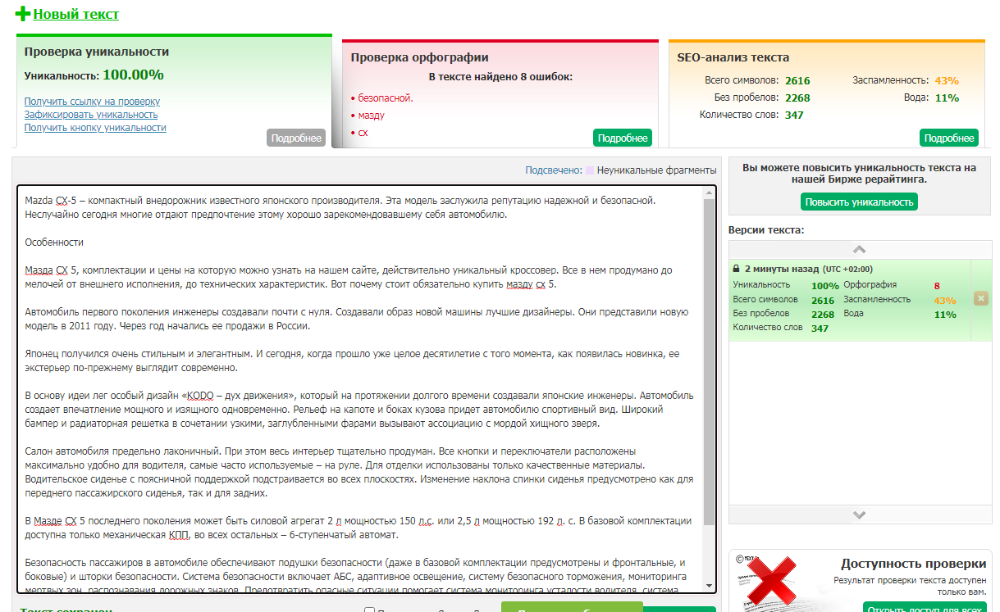 Новый текст
Проверка уникальности
Уникальность: 100.00%
Получить ссылку на проверку
Зафиксировать уникальность
Получить кнопку уникальности
Подробнее
Проверка орфографии
В тексте найдено 8 ошибок:
• безопасной.
• мазду
• сх
Подробнее
SEO-анализ текста
Всего символов: 2616
Без пробелов: 2268
Количество слов: 347
Заспамленность: 43%
Вода: 11%
Подробнее
Подсвечено: Неуникальные фрагменты
Mazda CX-5 – компактный внедорожник известного японского производителя. Эта модель заслужила репутацию надежной и безопасной.
Неслучайно сегодня многие отдают предпочтение этому хорошо зарекомендовавшему себя автомобилю.
Особенности
Мазда СХ 5, комплектации и цены на которую можно узнать на нашем сайте, действительно уникальный кроссовер. Все в нем продумано до
мелочей от внешнего исполнения, до технических характеристик. Вот почему стоит обязательно купить мазду сх 5.
Автомобиль первого поколения инженеры создавали почти с нуля. Создавали образ новой машины лучшие дизайнеры. Они представили новую
модель в 2011 году. Через год начались ее продажи в России.
Японец получился очень стильным и элегантным. И сегодня, когда прошло уже целое десятилетие с того момента, как появилась новинка, ее
экстерьер по-прежнему выглядит современно.
В основу идеи лег особый дизайн «KODO – дух движения», который на протяжении долгого времени создавали японские инженеры. Автомобиль
создает впечатление мощного и изящного одновременно. Рельеф на капоте и боках кузова придет автомобилю спортивный вид. Широкий
бампер и радиаторная решетка в сочетании узкими, заглубленными фарами вызывают ассоциацию с мордой хищного зверя.
Салон автомобиля предельно лаконичный. При этом весь интерьер тщательно продуман. Все кнопки и переключатели расположены
максимально удобно для водителя, самые часто используемые – на руле. Для отделки использованы только качественные материалы.
Водительское сиденье с поясничной поддержкой подстраивается во всех плоскостях. Изменение наклона спинки сиденья предусмотрено как для
переднего пассажирского сиденья, так и для задних.
В Мазде СХ 5 последнего поколения может быть силовой агрегат 2 л мощностью 150 л.с. или 2,5 л мощностью 192 л. с. В базовой комплектации
доступна только механическая КПП, во всех остальных – 6-ступенчатый автомат.
Безопасность пассажиров в автомобиле обеспечивают подушки безопасности (даже в базовой комплектации предусмотрены и фронтальные, и
боковые) и шторки безопасности. Система безопасности включает АБС, адаптивное освещение, систему безопасного торможения, мониторинга
мертвых зон, распознавания дорожных знаков. Предотвратить опасные ситуации помогает система мониторинга усталости водителя, система
Текст сохранен
Вы можете повысить уникальность текста на
нашей Бирже рерайтинга.
Повысить уникальность
Версии текста:
2 минуты назад (UTC +02:00)
Уникальность 100% Орфография 8
Всего символов 2616 Заспамленность 43%
Без пробелов 2268 Вода 11%
Количество слов 347
Доступность проверки
Результат проверки текста доступен
только вам.
Открыть доступ для всех